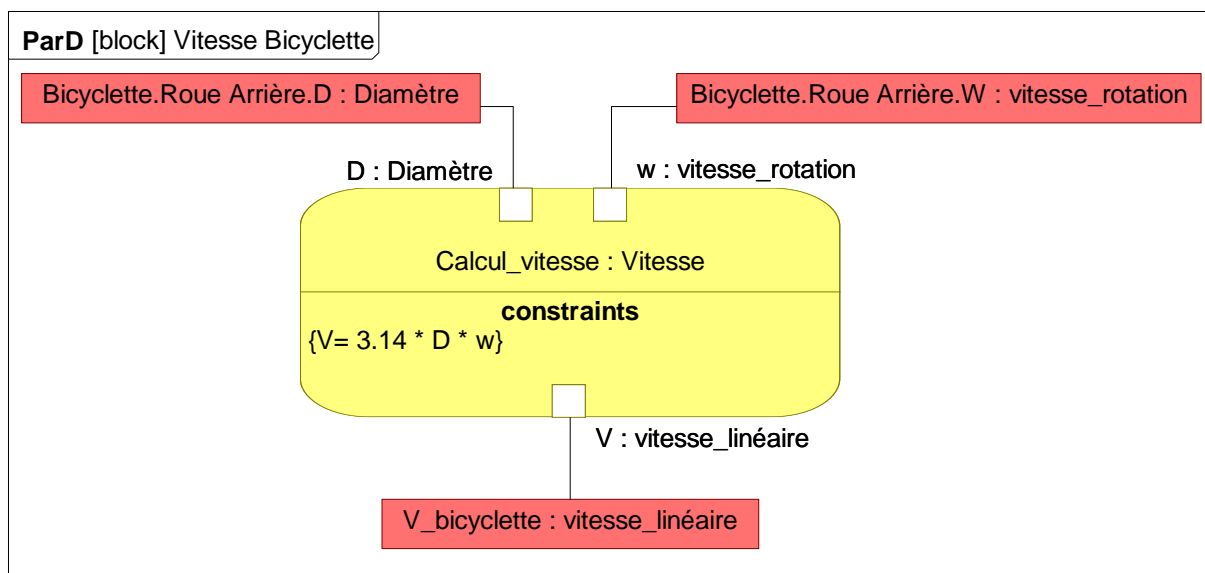 ParD [block] Vitesse Bicyclette
Bicyclette.Roue Arrière.D : Diamètre
Bicyclette.Roue Arrière.W : vitesse_rotation
D : Diamètre
w : vitesse_rotation
Calcul_vitesse : Vitesse
constraints
{V= 3.14 * D * w}
V : vitesse_linéaire
V_bicyclette : vitesse_linéaire